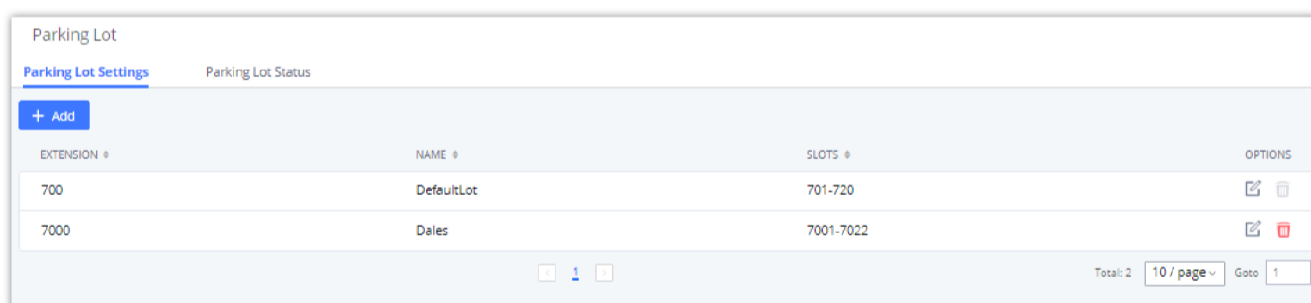 Parking Lot
Parking Lot Settings Parking Lot Status
+ Add
EXTENSION NAME SLOTS OPTIONS
700 DefaultLot 701-720
7000 Dales 7001-7022
< 1 > Total: 2 10 / page Goto 1